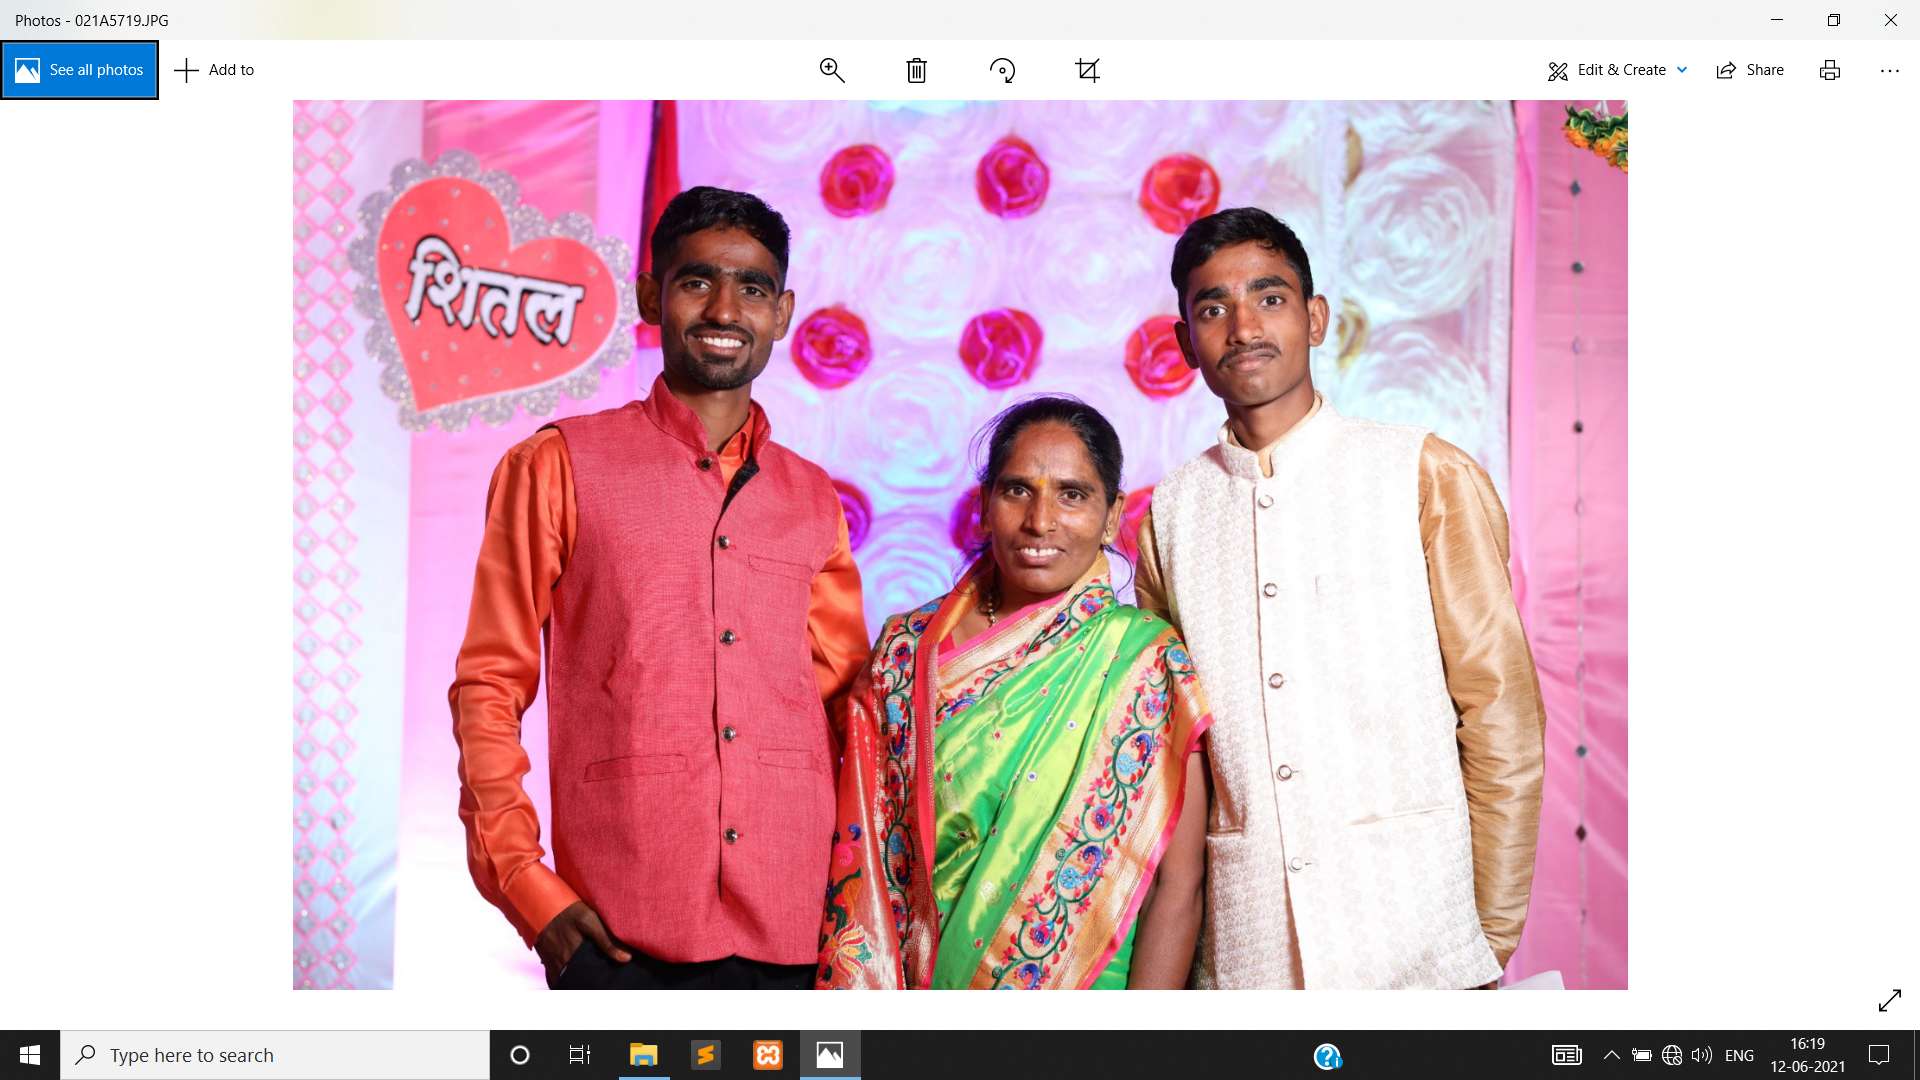 Photos - 021A5719.JPG
See all photos
Add to
Edit & Create
Share
शितल
Type here to search
ENG
16:19
12-06-2021